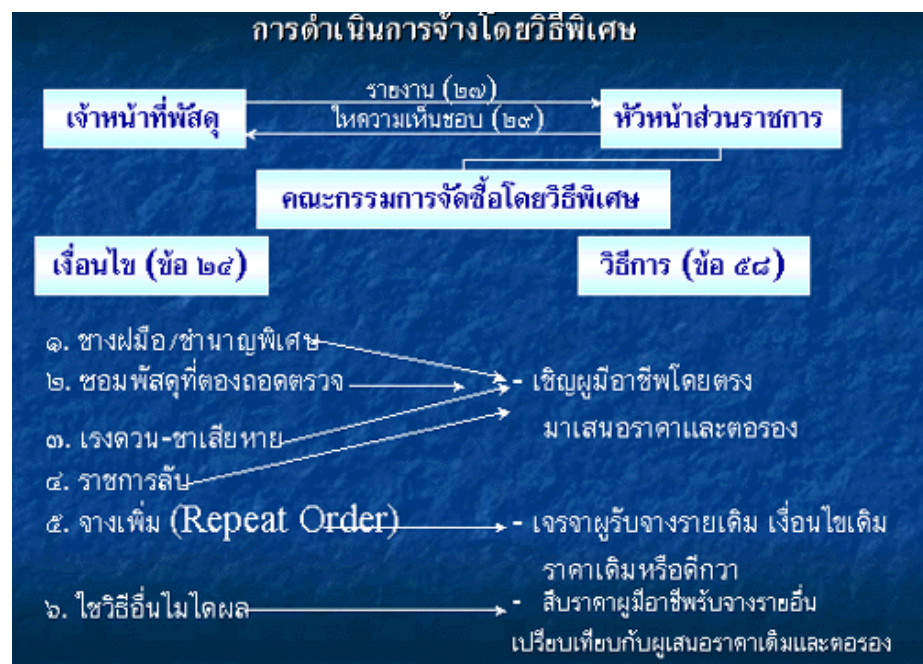 การดำเนินการจ้างโดยวิธีพิเศษ
รายงาน (๒๗)
เจ้าหน้าที่พัสดุ
หัวหน้าส่วนราชการ
ใหความเห็นชอบ (๒๙)
คณะกรรมการจัดซื้อโดยวิธีพิเศษ
เงื่อนไข (ข้อ ๒๔)
วิธีการ (ข้อ ๕๘)
๑. ชางฝมือ/ชํานาญพิเศษ
๒. ซอมพัสดุที่ตองถอดตรวจ
- เชิญผูมีอาชีพโดยตรง
มาเสนอราคาและตอรอง
๓. เรงดวน-ชาเสียหาย
๔. ราชการลับ
๕. จางเพิ่ม (Repeat Order)
- เจรจาผูรับจางรายเดิม เงื่อนไขเดิม
ราคาเดิมหรือดีกวา
๖. ใชวิธีอื่นไมไดผล
- สืบราคาผูมีอาชีพรับจางรายอื่น
เปรียบเทียบกับผูเสนอราคาเดิมและตอรอง